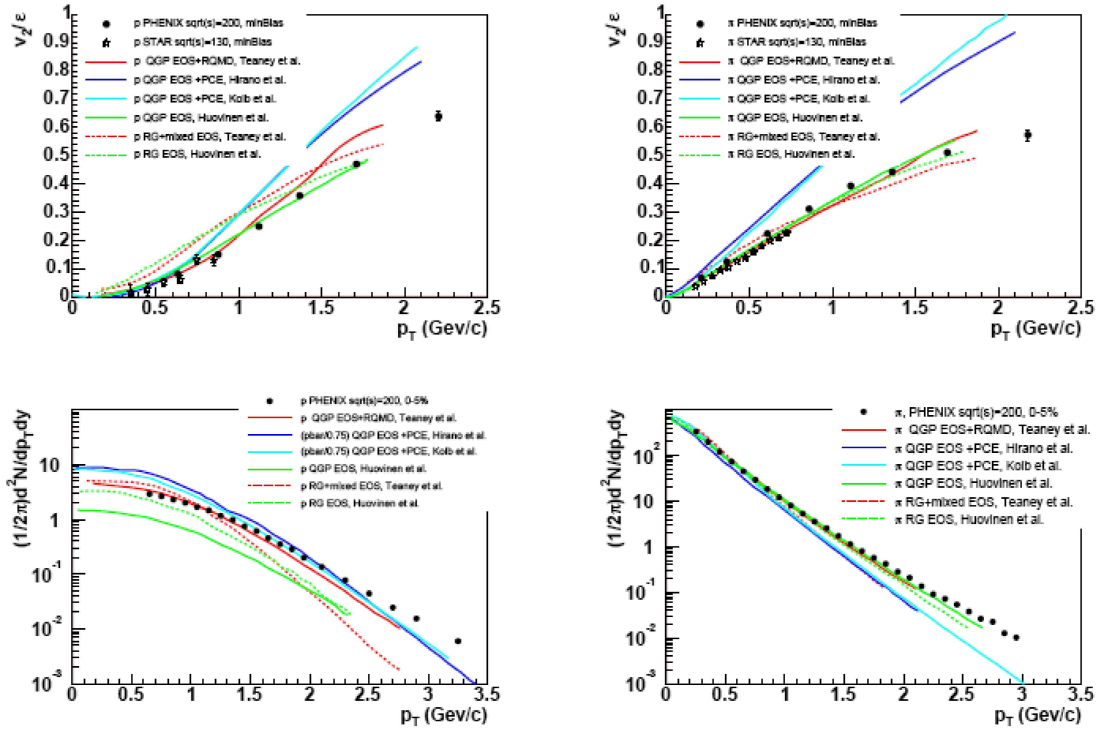 v₂/ε
1
0.9
0.8
0.7
0.6
0.5
0.4
0.3
0.2
0.1
0
p PHENIX sqrt(s)=200, minBias
p STAR sqrt(s)=130, minBias
p QGP EOS+RQMD, Teaney et al.
p QGP EOS +PCE, Hirano et al.
p QGP EOS +PCE, Kolb et al.
p QGP EOS, Huovinen et al.
p RG+mixed EOS, Teaney et al.
p RG EOS, Huovinen et al.
0 0.5 1 1.5 2 2.5
p_T (Gev/c)
v₂/ε
1
0.9
0.8
0.7
0.6
0.5
0.4
0.3
0.2
0.1
0
π PHENIX sqrt(s)=200, minBias
π STAR sqrt(s)=130, minBias
π QGP EOS+RQMD, Teaney et al.
π QGP EOS +PCE, Hirano et al.
π QGP EOS +PCE, Kolb et al.
π QGP EOS, Huovinen et al.
π RG+mixed EOS, Teaney et al.
π RG EOS, Huovinen et al.
0 0.5 1 1.5 2 2.5
p_T (Gev/c)
(1/2π)d²N/dp_Tdy
10
1
10⁻¹
10⁻²
10⁻³
p PHENIX sqrt(s)=200, 0-5%
p QGP EOS+RQMD, Teaney et al.
(pbar/0.75) QGP EOS +PCE, Hirano et al.
(pbar/0.75) QGP EOS +PCE, Kolb et al.
p QGP EOS, Huovinen et al.
p RG+mixed EOS, Teaney et al.
p RG EOS, Huovinen et al.
0 0.5 1 1.5 2 2.5 3 3.5
p_T (Gev/c)
(1/2π)d²N/dp_Tdy
10²
10
1
10⁻¹
10⁻²
10⁻³
π, PHENIX sqrt(s)=200, 0-5%
π QGP EOS+RQMD, Teaney et al.
π QGP EOS +PCE, Hirano et al.
π QGP EOS +PCE, Kolb et al.
π QGP EOS, Huovinen et al.
π RG+mixed EOS, Teaney et al.
π RG EOS, Huovinen et al.
0 0.5 1 1.5 2 2.5 3 3.5
p_T (Gev/c)